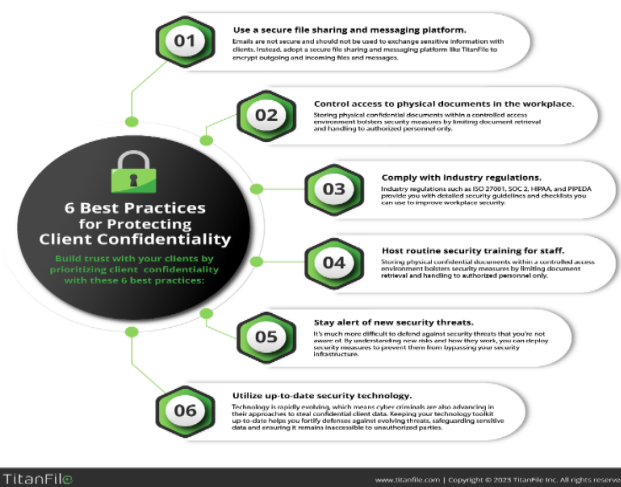 6 Best Practices
for Protecting
Client Confidentiality
Build trust with your clients by
prioritizing client confidentiality
with these 6 best practices:
01
Use a secure file sharing and messaging platform.
Emails are not secure and should not be used to exchange sensitive information with
clients. Instead, adopt a secure file sharing and messaging platform like TitanFile to
encrypt outgoing and incoming files and messages.
02
Control access to physical documents in the workplace.
Storing physical confidential documents within a controlled access
environment bolsters security measures by limiting document retrieval
and handling to authorized personnel only.
03
Comply with industry regulations.
Industry regulations such as ISO 27001, SOC 2, HIPAA, and PIPEDA
provide you with detailed security guidelines and checklists you
can use to improve workplace security.
04
Host routine security training for staff.
Storing physical confidential documents within a controlled access
environment bolsters security measures by limiting document
retrieval and handling to authorized personnel only.
05
Stay alert of new security threats.
It's much more difficult to defend against security threats that you're not
aware of. By understanding new risks and how they work, you can deploy
security measures to prevent them from bypassing your security
infrastructure.
06
Utilize up-to-date security technology.
Technology is rapidly evolving, which means cyber criminals are also advancing in
their approaches to steal confidential client data. Keeping your technology toolkit
up-to-date helps you fortify defenses against evolving threats, safeguarding sensitive
data and ensuring it remains inaccessible to unauthorized parties.
TitanFile
www.titanfile.com | Copyright © 2023 TitanFile Inc. All rights reserve